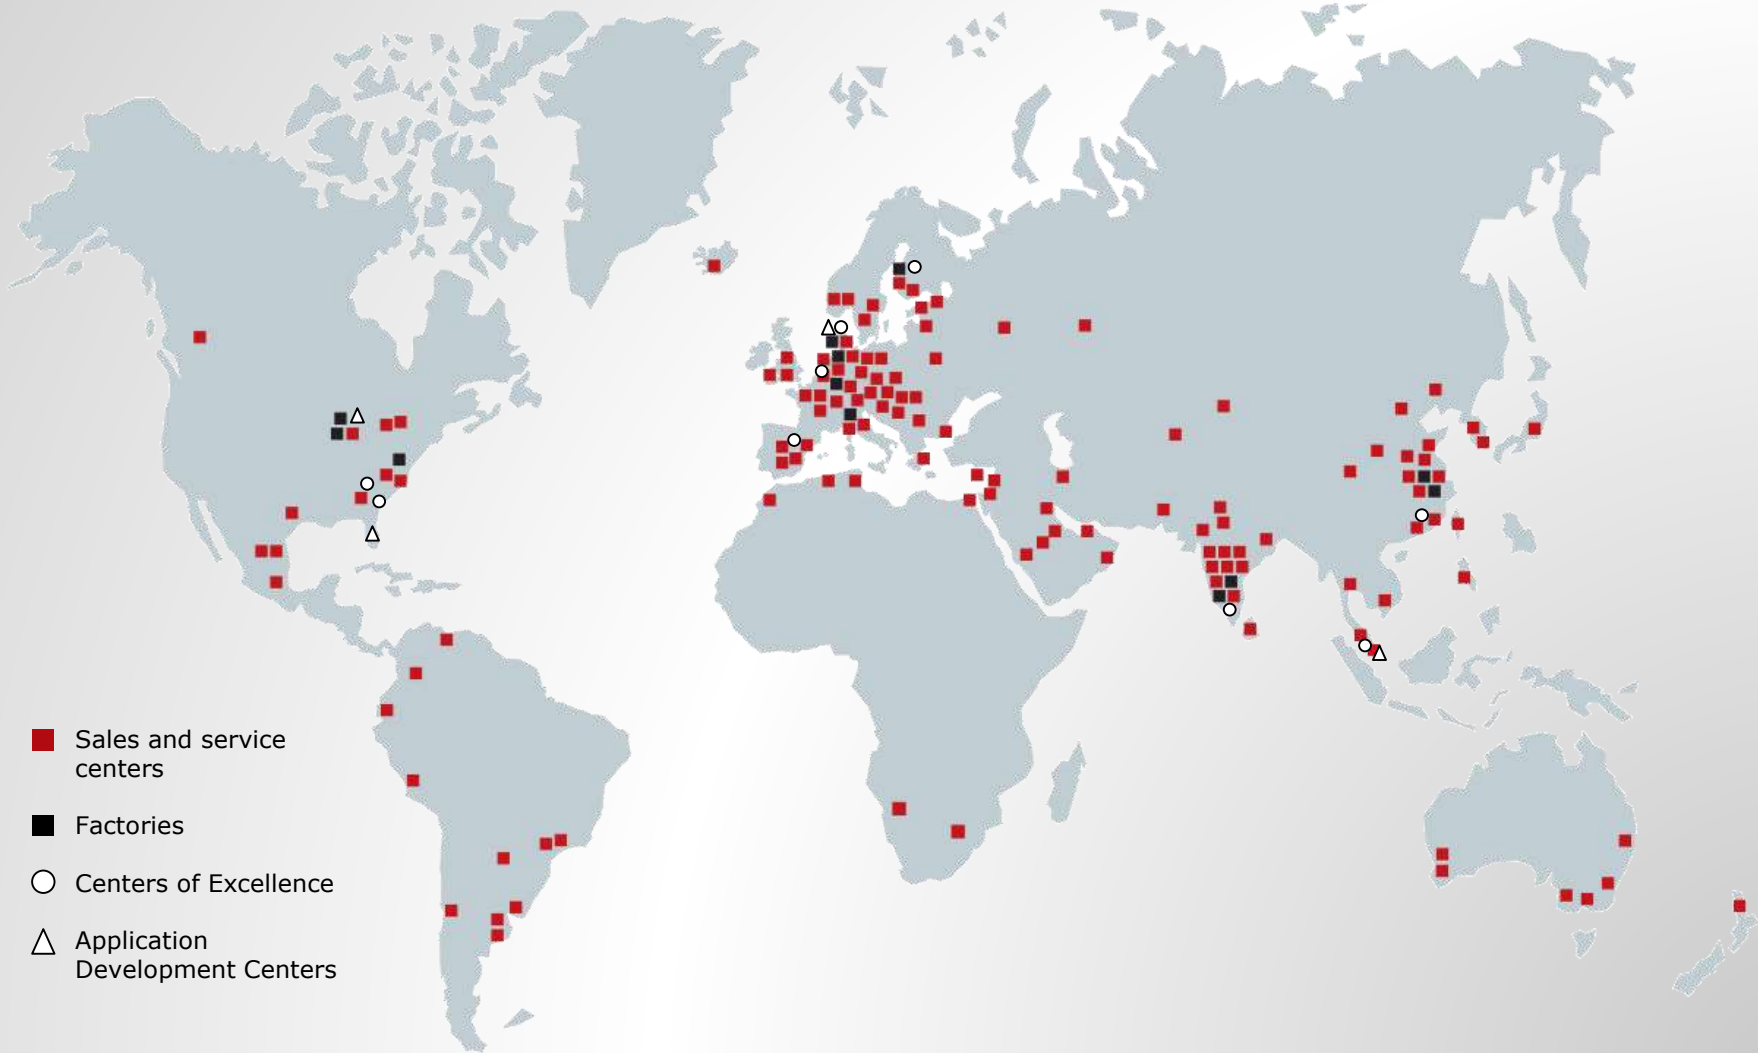 Sales and service
centers
Factories
Centers of Excellence
Application
Development Centers